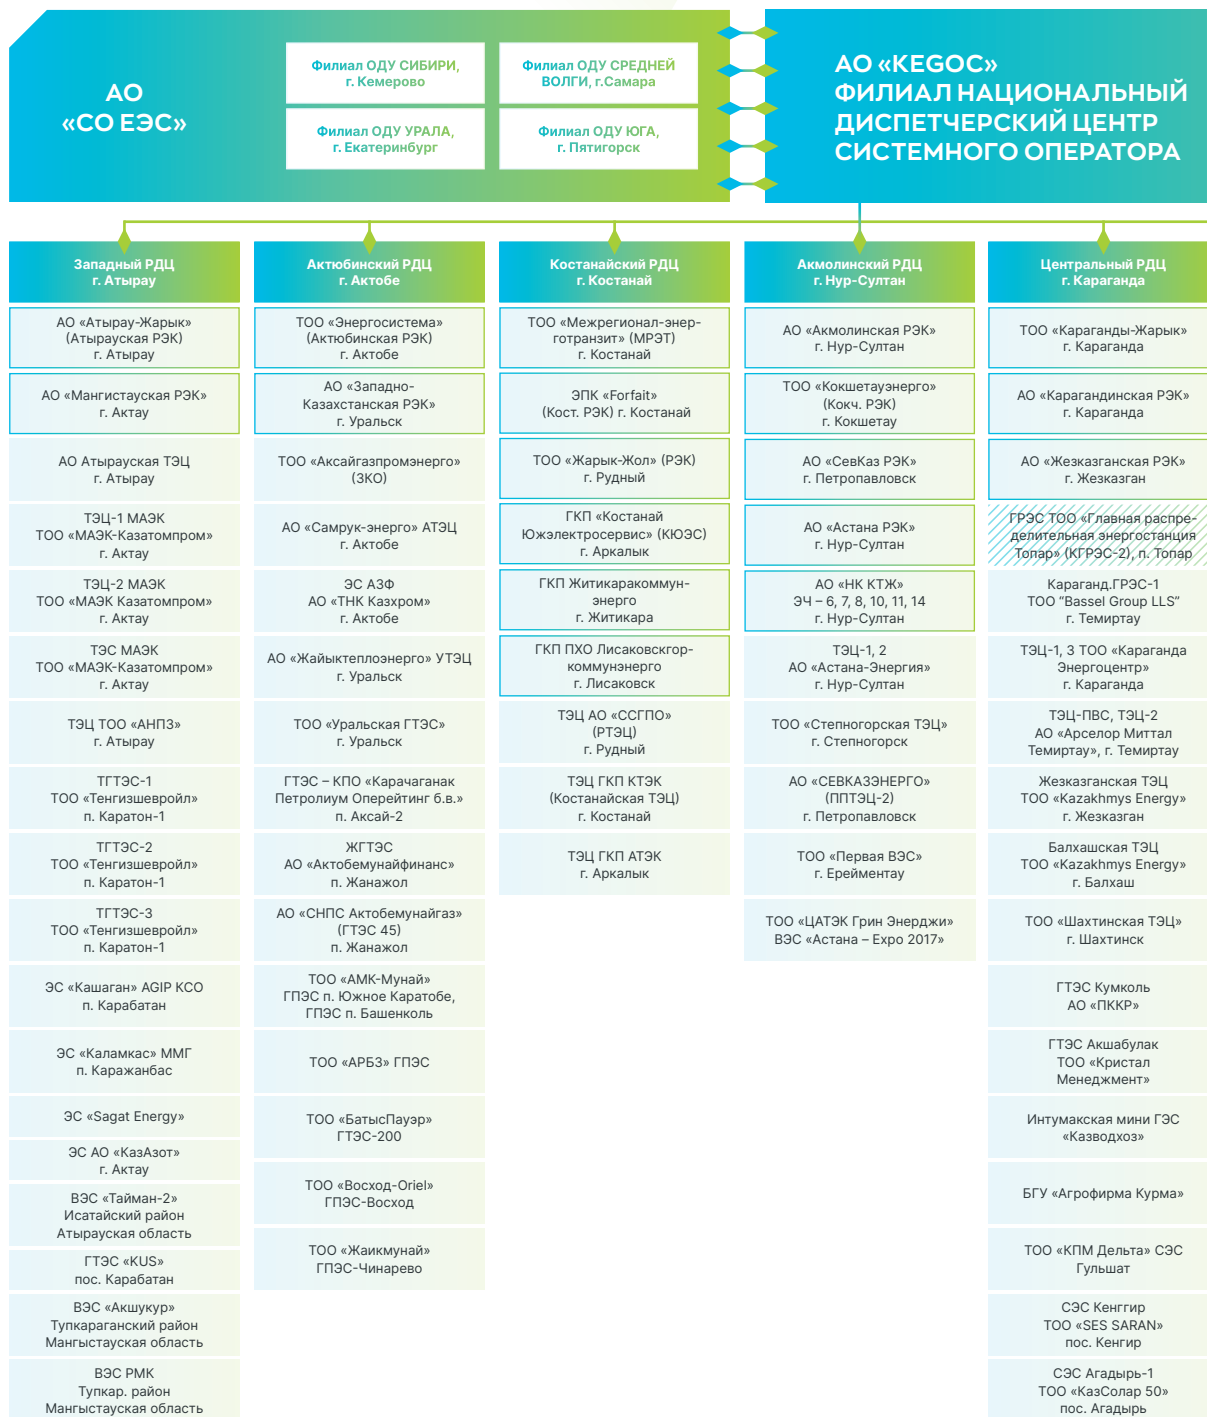 АО
«СО ЕЭС»
Филиал ОДУ СИБИРИ,
г. Кемерово
Филиал ОДУ СРЕДНЕЙ
ВОЛГИ, г.Самара
Филиал ОДУ УРАЛА,
г. Екатеринбург
Филиал ОДУ ЮГА,
г. Пятигорск
АО «KEGOC»
ФИЛИАЛ НАЦИОНАЛЬНЫЙ
ДИСПЕТЧЕРСКИЙ ЦЕНТР
СИСТЕМНОГО ОПЕРАТОРА
Западный РДЦ
г. Атырау
АО «Атырау-Жарык»
(Атырауская РЭК)
г. Атырау
АО «Мангистауская РЭК»
г. Актау
АО Атырауская ТЭЦ
г. Атырау
ТЭЦ-1 МАЭК
ТОО «МАЭК-Казатомпром»
г. Актау
ТЭЦ-2 МАЭК
ТОО «МАЭК Казатомпром»
г. Актау
ТЭС МАЭК
ТОО «МАЭК-Казатомпром»
г. Актау
ТЭЦ ТОО «АНПЗ»
г. Атырау
ТГТЭС-1
ТОО «Тенгизшевройл»
п. Каратон-1
ТГТЭС-2
ТОО «Тенгизшевройл»
п. Каратон-1
ТГТЭС-3
ТОО «Тенгизшевройл»
п. Каратон-1
ЭС «Кашаган» AGIP КСО
п. Карабатан
ЭС «Каламкас» ММГ
п. Каражанбас
ЭС «Sagat Energy»
ЭС АО «КазАзот»
г. Актау
ВЭС «Тайман-2»
Исатайский район
Атырауская область
ГТЭС «KUS»
пос. Карабатан
ВЭС «Акшукур»
Тупкараганский район
Мангыстауская область
ВЭС РМК
Тупкар. район
Мангыстауская область
Актюбинский РДЦ
г. Актобе
ТОО «Энергосистема»
(Актюбинская РЭК)
г. Актобе
АО «Западно-
Казахстанская РЭК»
г. Уральск
ТОО «Аксайгазпромэнерго»
(ЗКО)
АО «Самрук-энерго» АТЭЦ
г. Актобе
ЭС АЗФ
АО «ТНК Казхром»
г. Актобе
АО «Жайыктеплоэнерго» УТЭЦ
г. Уральск
ТОО «Уральская ГТЭС»
г. Уральск
ГТЭС – КПО «Карачаганак
Петролиум Оперейтинг б.в.»
п. Аксай-2
ЖГТЭС
АО «Актобемунайфинанс»
п. Жанажол
АО «СНПС Актобемунайгаз»
(ГТЭС 45)
п. Жанажол
ТОО «АМК-Мунай»
ГПЭС п. Южное Каратобе,
ГПЭС п. Башенколь
ТОО «АРБЗ» ГПЭС
ТОО «БатысПауэр»
ГТЭС-200
ТОО «Восход-Oriel»
ГПЭС-Восход
ТОО «Жаикмунай»
ГПЭС-Чинарево
Костанайский РДЦ
г. Костанай
ТОО «Межрегионал-энер-
готранзит» (МРЭТ)
г. Костанай
ЭПК «Forfait»
(Кост. РЭК) г. Костанай
ТОО «Жарык-Жол» (РЭК)
г. Рудный
ГКП «Костанай
Южэлектросервис» (КЮЭС)
г. Аркалык
ГКП Житикаракоммун-
энерго
г. Житикара
ГКП ПХО Лисаковскгор-
коммунэнерго
г. Лисаковск
ТЭЦ АО «ССГПО»
(РТЭЦ)
г. Рудный
ТЭЦ ГКП КТЭК
(Костанайская ТЭЦ)
г. Костанай
ТЭЦ ГКП АТЭК
г. Аркалык
Акмолинский РДЦ
г. Нур-Султан
АО «Акмолинская РЭК»
г. Нур-Султан
ТОО «Кокшетауэнерго»
(Кокч. РЭК)
г. Кокшетау
АО «СевКаз РЭК»
г. Петропавловск
АО «Астана РЭК»
г. Нур-Султан
АО «НК КТЖ»
ЭЧ – 6, 7, 8, 10, 11, 14
г. Нур-Султан
ТЭЦ-1, 2
АО «Астана-Энергия»
г. Нур-Султан
ТОО «Степногорская ТЭЦ»
г. Степногорск
АО «СЕВКАЗЭНЕРГО»
(ППТЭЦ-2)
г. Петропавловск
ТОО «Первая ВЭС»
г. Ерейментау
ТОО «ЦАТЭК Грин Энерджи»
ВЭС «Астана – Expo 2017»
Центральный РДЦ
г. Караганда
ТОО «Караганды-Жарык»
г. Караганда
АО «Карагандинская РЭК»
г. Караганда
АО «Жезказганская РЭК»
г. Жезказган
ГРЭС ТОО «Главная распре-
делительная энергостанция
Топар» (КГРЭС-2), п. Топар
Караганд.ГРЭС-1
ТОО "Bassel Group LLS"
г. Темиртау
ТЭЦ-1, 3 ТОО «Караганда
Энергоцентр»
г. Караганда
ТЭЦ-ПВС, ТЭЦ-2
АО «Арселор Миттал
Темиртау», г. Темиртау
Жезказганская ТЭЦ
ТОО «Kazakhmys Energy»
г. Жезказган
Балхашская ТЭЦ
ТОО «Kazakhmys Energy»
г. Балхаш
ТОО «Шахтинская ТЭЦ»
г. Шахтинск
ГТЭС Кумколь
АО «ПККР»
ГТЭС Акшабулак
ТОО «Кристал
Менеджмент»
Интумакская мини ГЭС
«Казводхоз»
БГУ «Агрофирма Курма»
ТОО «КПМ Дельта» СЭС
Гульшат
СЭС Кенггир
ТОО «SES SARAN»
пос. Кенгир
СЭС Агадырь-1
ТОО «КазСолар 50»
пос. Агадырь